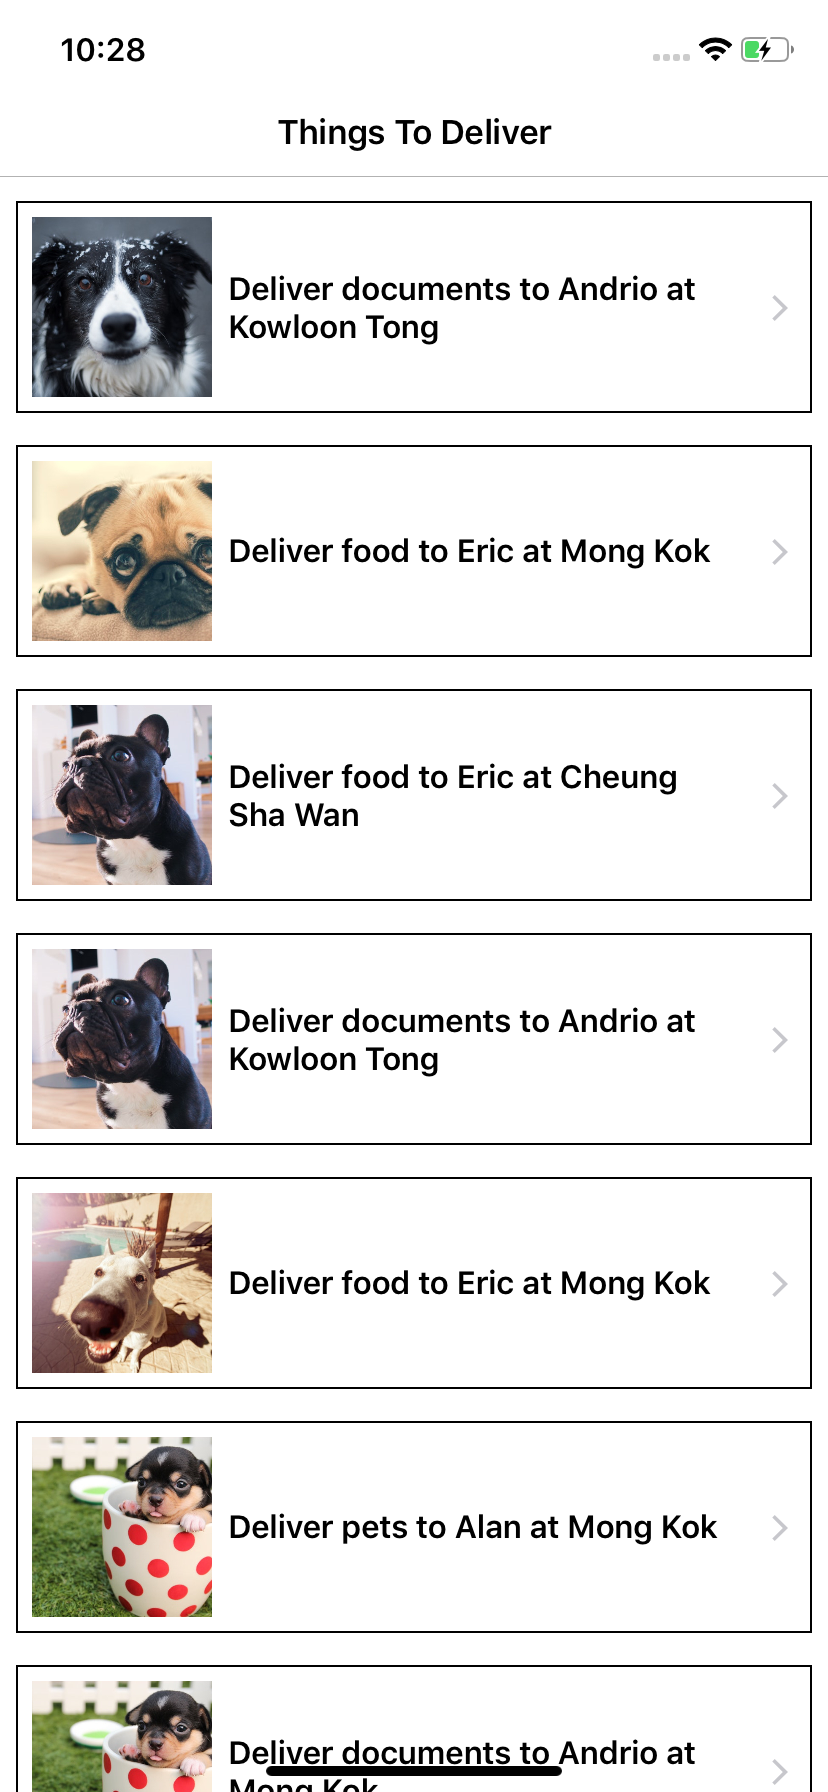 10:28
Things To Deliver
Deliver documents to Andrio at
Kowloon Tong
Deliver food to Eric at Mong Kok
Deliver food to Eric at Cheung
Sha Wan
Deliver documents to Andrio at
Kowloon Tong
Deliver food to Eric at Mong Kok
Deliver pets to Alan at Mong Kok
Deliver documents to Andrio at
Mong Kok